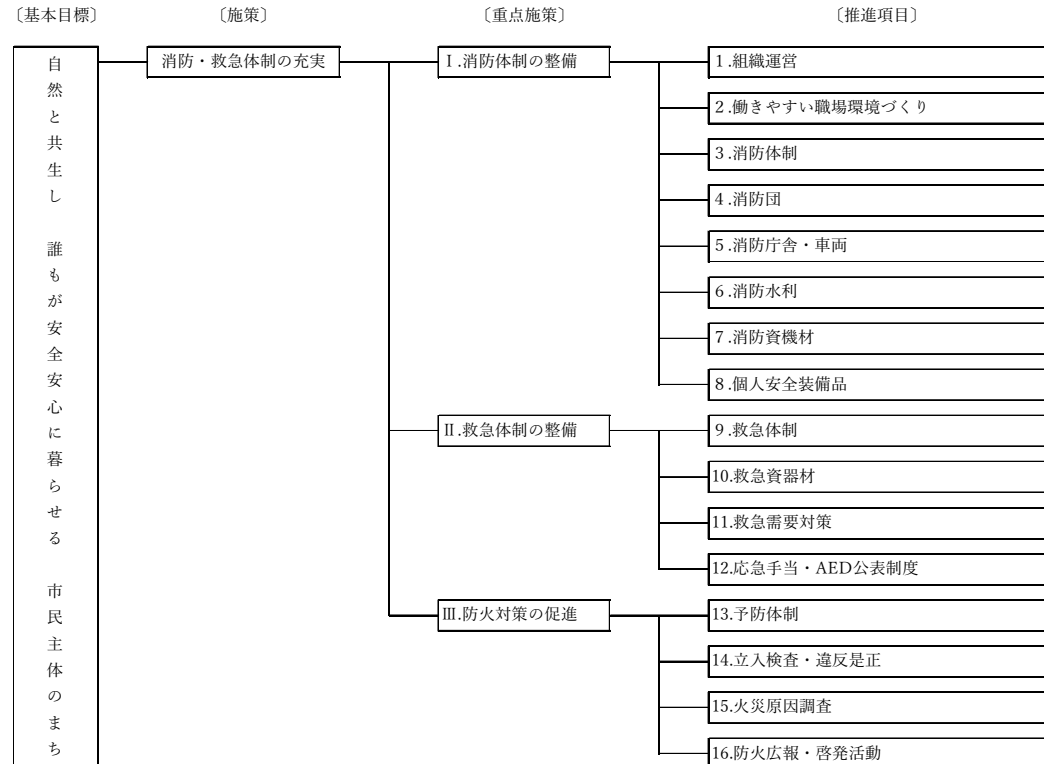 〔基本目標〕 〔施策〕 〔重点施策〕 〔推進項目〕
自然と共生し 誰もが安全安心に暮らせる 市民主体のまち
消防・救急体制の充実
Ⅰ.消防体制の整備
1.組織運営
2.働きやすい職場環境づくり
3.消防体制
4.消防団
5.消防庁舎・車両
6.消防水利
7.消防資機材
8.個人安全装備品
Ⅱ.救急体制の整備
9.救急体制
10.救急資器材
11.救急需要対策
12.応急手当・AED公表制度
Ⅲ.防火対策の促進
13.予防体制
14.立入検査・違反是正
15.火災原因調査
16.防火広報・啓発活動